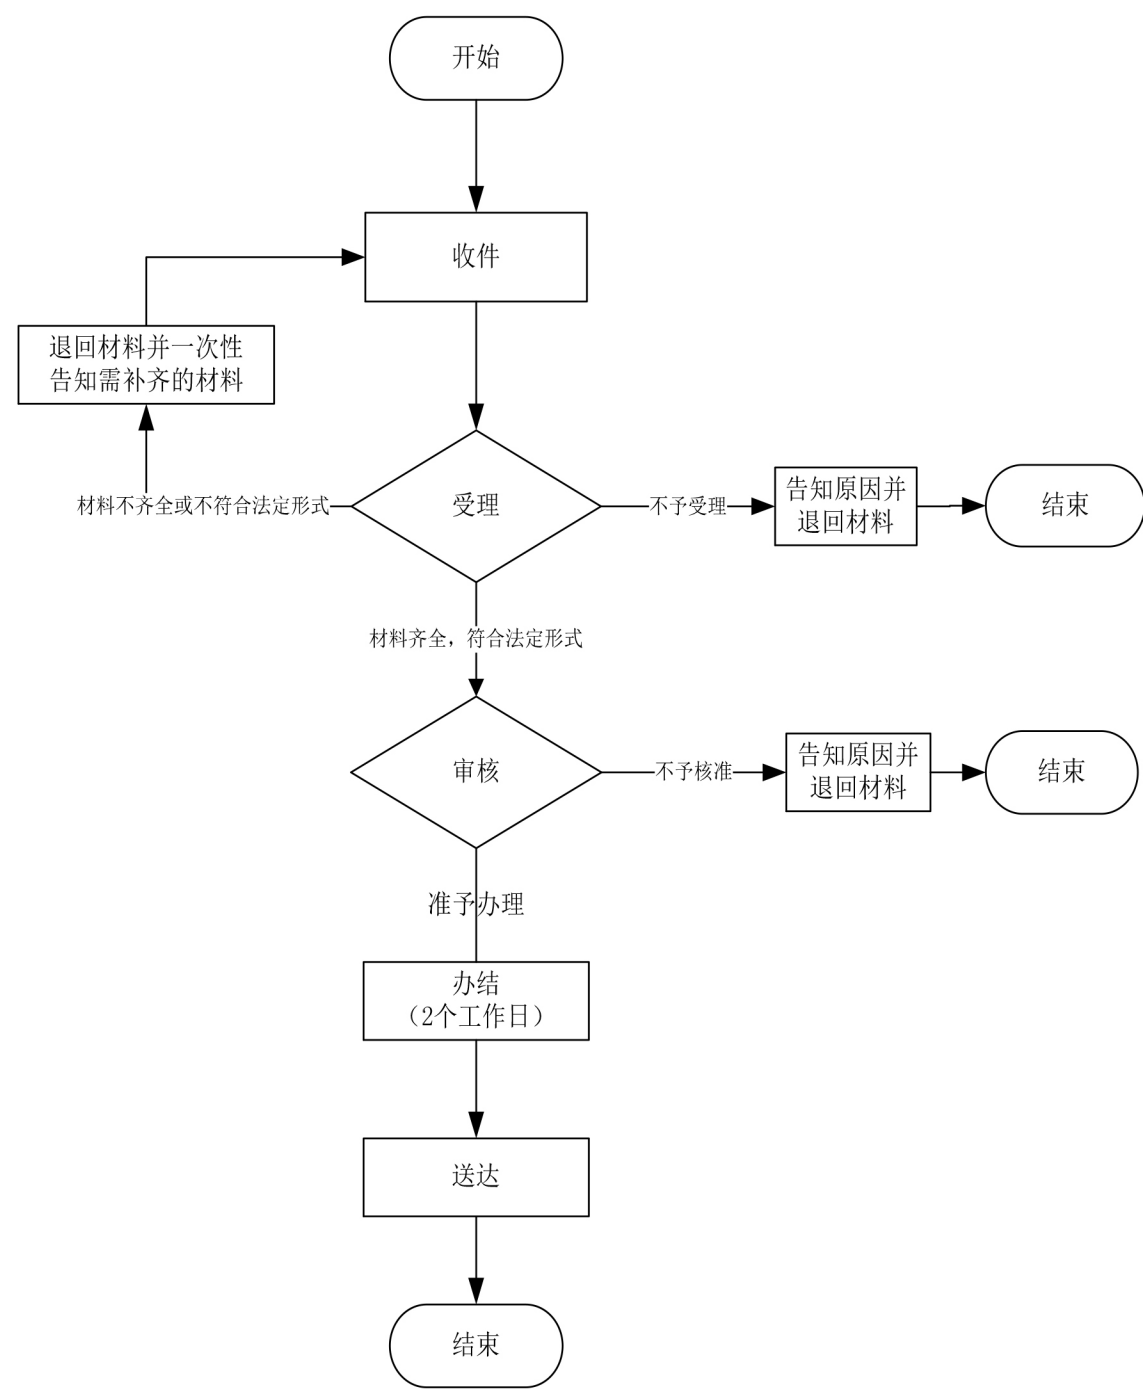 开始
收件
退回材料并一次性
告知需补齐的材料
材料不齐全或不符合法定形式
受理
不予受理
告知原因并
退回材料
结束
材料齐全，符合法定形式
审核
不予核准
告知原因并
退回材料
结束
准予办理
办结
（2个工作日）
送达
结束